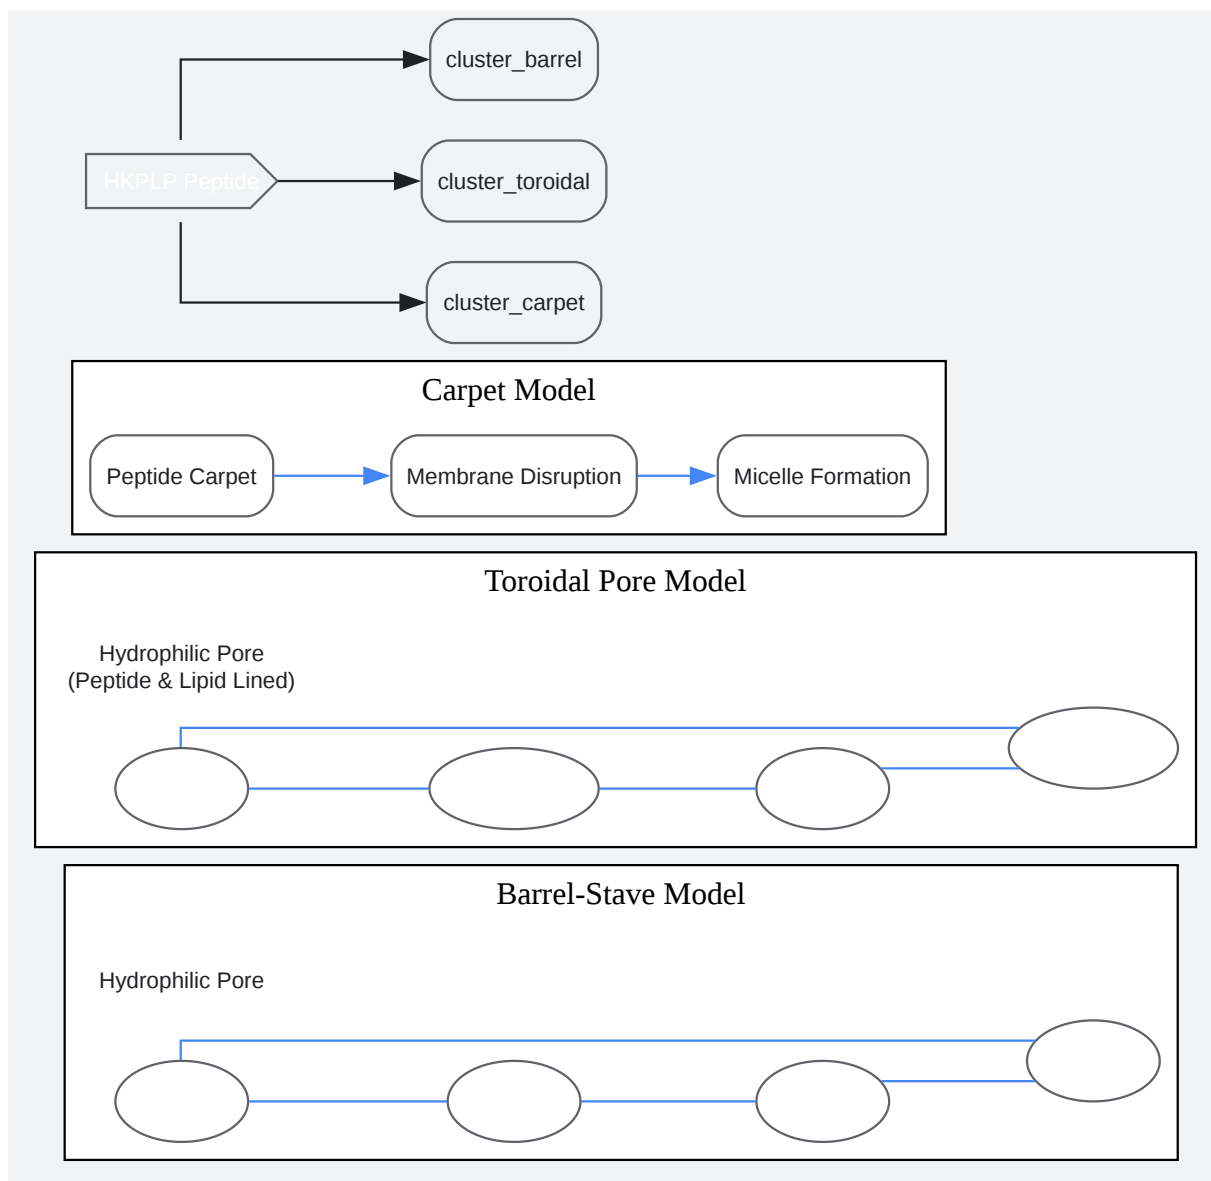 cluster_barrel
HKPLP Peptide
cluster_toroidal
cluster_carpet
Carpet Model
Peptide Carpet
Membrane Disruption
Micelle Formation
Toroidal Pore Model
Hydrophilic Pore
(Peptide & Lipid Lined)
Barrel-Stave Model
Hydrophilic Pore